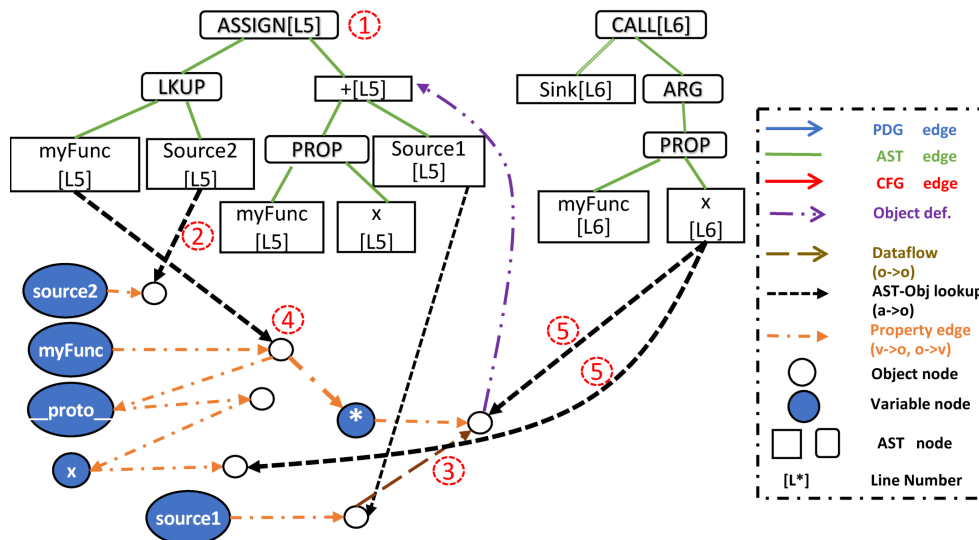 ASSIGN[L5]
1
CALL[L6]
LKUP
+[L5]
Sink[L6]
ARG
myFunc
[L5]
Source2
[L5]
PROP
Source1
[L5]
PROP
myFunc
[L5]
x
[L5]
myFunc
[L6]
x
[L6]
2
source2
myFunc
4
__proto__
*
x
3
source1
5
5
PDG edge
AST edge
CFG edge
Object def.
Dataflow
(o->o)
AST-Obj lookup
(a->o)
Property edge
(v->o, o->v)
Object node
Variable node
AST node
[L*] Line Number